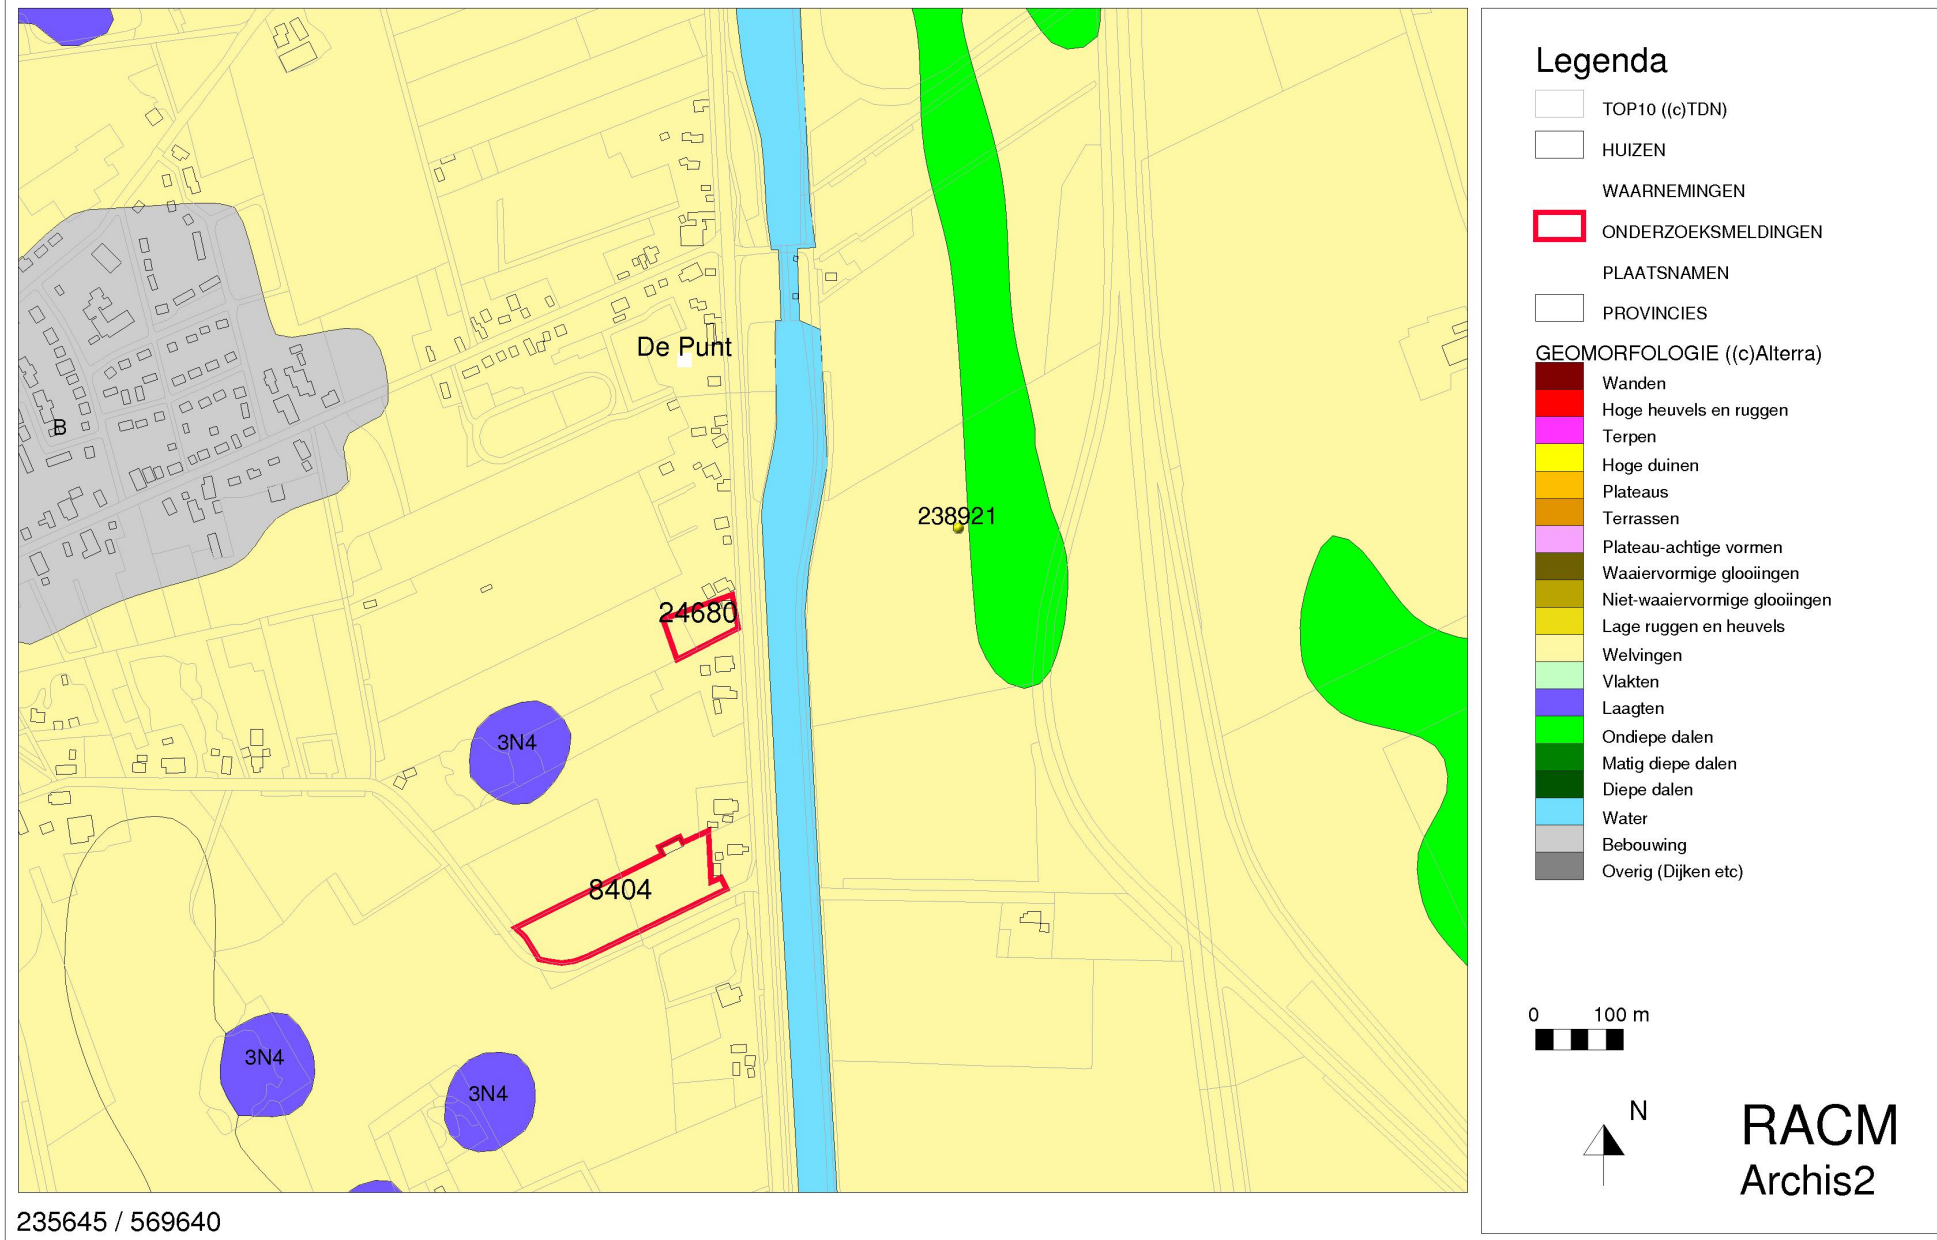 De Punt
B
238921
24680
3N4
8404
3N4
3N4
235645 / 569640
Legenda
TOP10 ((c)TDN)
HUIZEN
WAARNEMINGEN
ONDERZOEKSMELDINGEN
PLAATSNAMEN
PROVINCIES
GEOMORFOLOGIE ((c)Alterra)
Wanden
Hoge heuvels en ruggen
Terpen
Hoge duinen
Plateaus
Terrassen
Plateau-achtige vormen
Waaiervormige glooiingen
Niet-waaiervormige glooiingen
Lage ruggen en heuvels
Welvingen
Vlakten
Laagten
Ondiepe dalen
Matig diepe dalen
Diepe dalen
Water
Bebouwing
Overig (Dijken etc)
0 100 m
N
RACM
Archis2